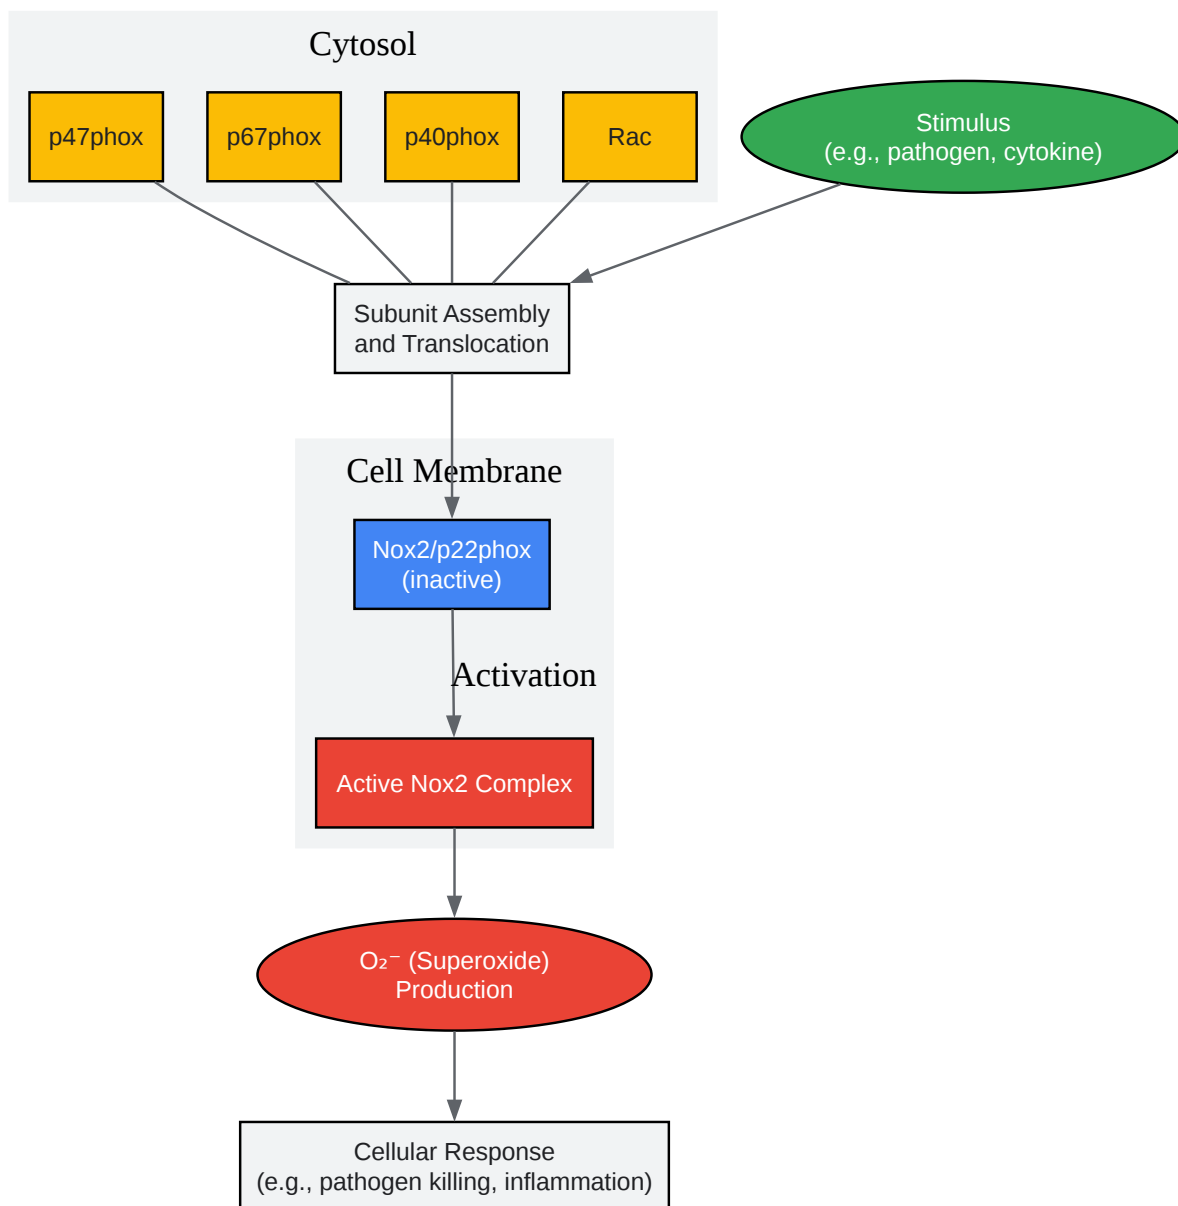 Cytosol
p47phox
p67phox
p40phox
Rac
Stimulus
(e.g., pathogen, cytokine)
Subunit Assembly
and Translocation
Cell Membrane
Nox2/p22phox
(inactive)
Activation
Active Nox2 Complex
O₂⁻ (Superoxide)
Production
Cellular Response
(e.g., pathogen killing, inflammation)